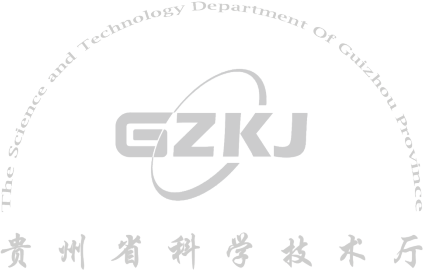 The Science and Technology Department Of Guizhou Province
GZKJ
贵州省科学技术厅